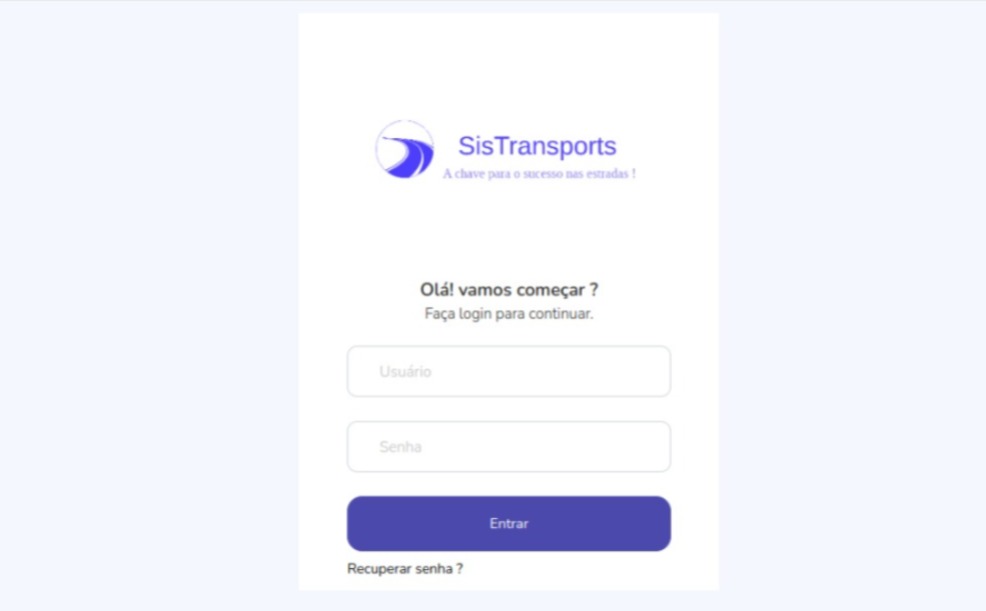 SisTransports
A chave para o sucesso nas estradas !
Olá! vamos começar ?
Faça login para continuar.
Usuário
Senha
Entrar
Recuperar senha ?